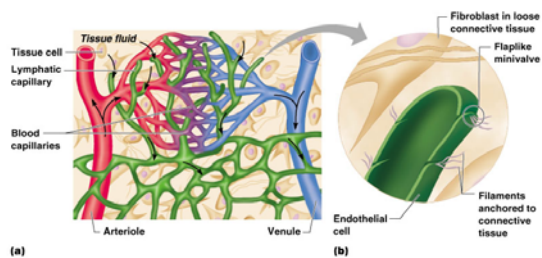 Tissue fluid
Tissue cell
Lymphatic
capillary
Blood
capillaries
Arteriole
Venule
(a)
Fibroblast in loose
connective tissue
Flaplike
minivalve
Filaments
anchored to
connective
tissue
Endothelial
cell
(b)